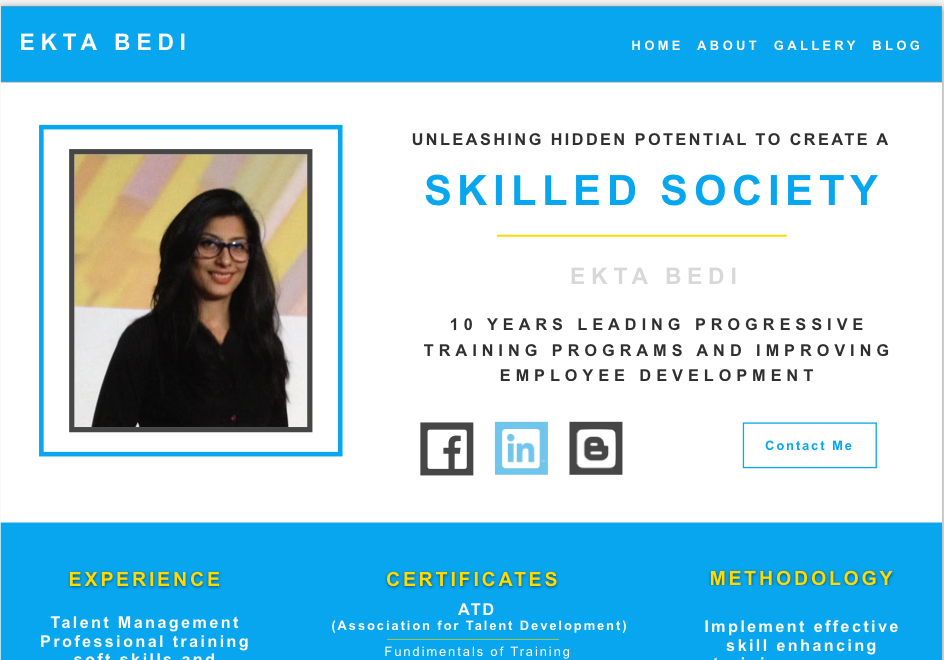 EKTA BEDI
HOME ABOUT GALLERY BLOG
UNLEASHING HIDDEN POTENTIAL TO CREATE A
SKILLED SOCIETY
EKTA BEDI
10 YEARS LEADING PROGRESSIVE
TRAINING PROGRAMS AND IMPROVING
EMPLOYEE DEVELOPMENT
f in B
Contact Me
EXPERIENCE
Talent Management
Professional training
soft skills and
CERTIFICATES
ATD
(Association for Talent Development)
Fundimentals of Training
METHODOLOGY
Implement effective
skill enhancing